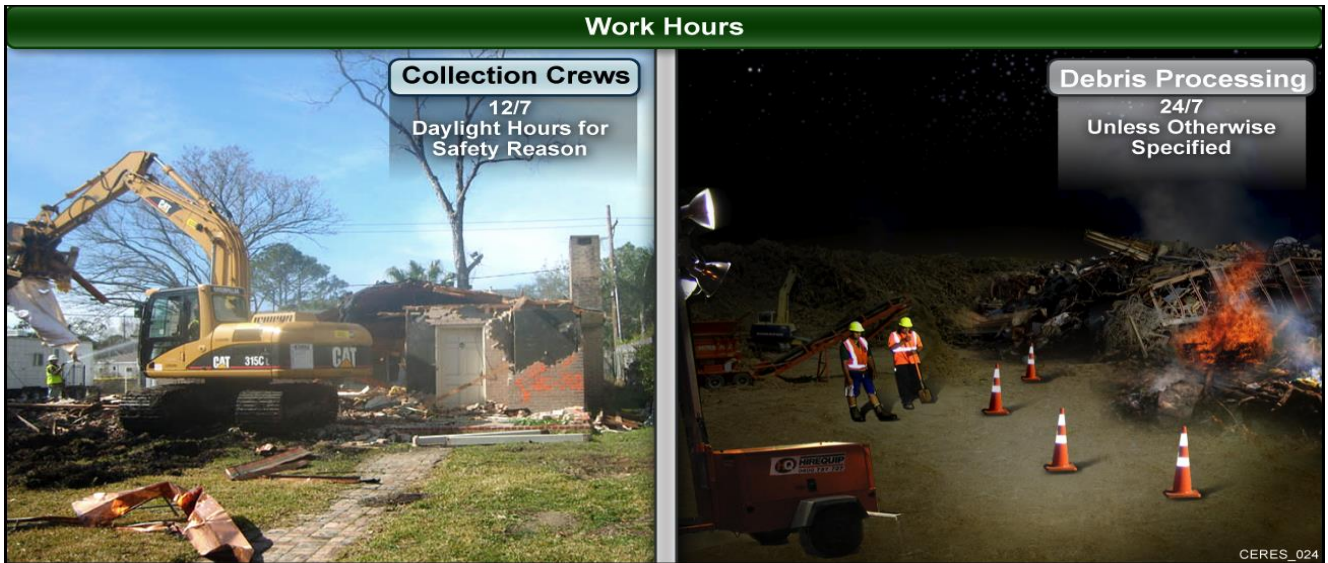 Work Hours
Collection Crews
12/7
Daylight Hours for
Safety Reason
Debris Processing
24/7
Unless Otherwise
Specified
CAT
CAT 315C
CAT
HIREQUIP
CERES_024